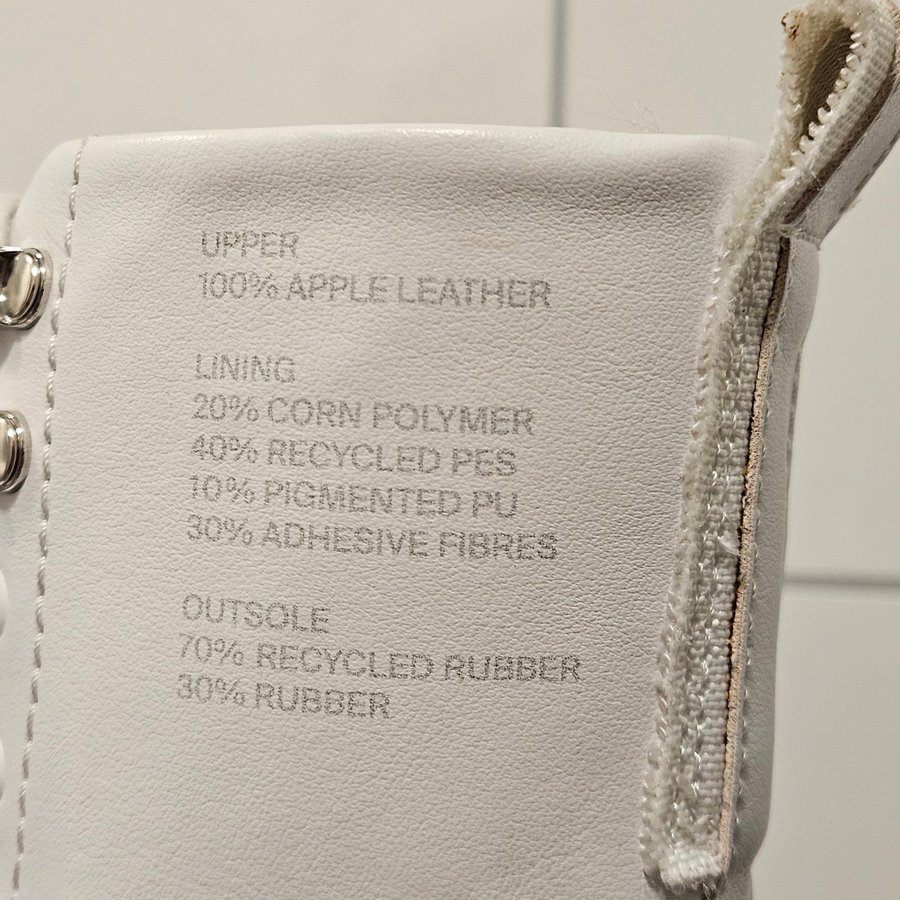 UPPER
100% APPLE LEATHER
LINING
20% CORN POLYMER
40% RECYCLED PES
10% PIGMENTED PU
30% ADHESIVE FIBRES
OUTSOLE
70% RECYCLED RUBBER
30% RUBBER